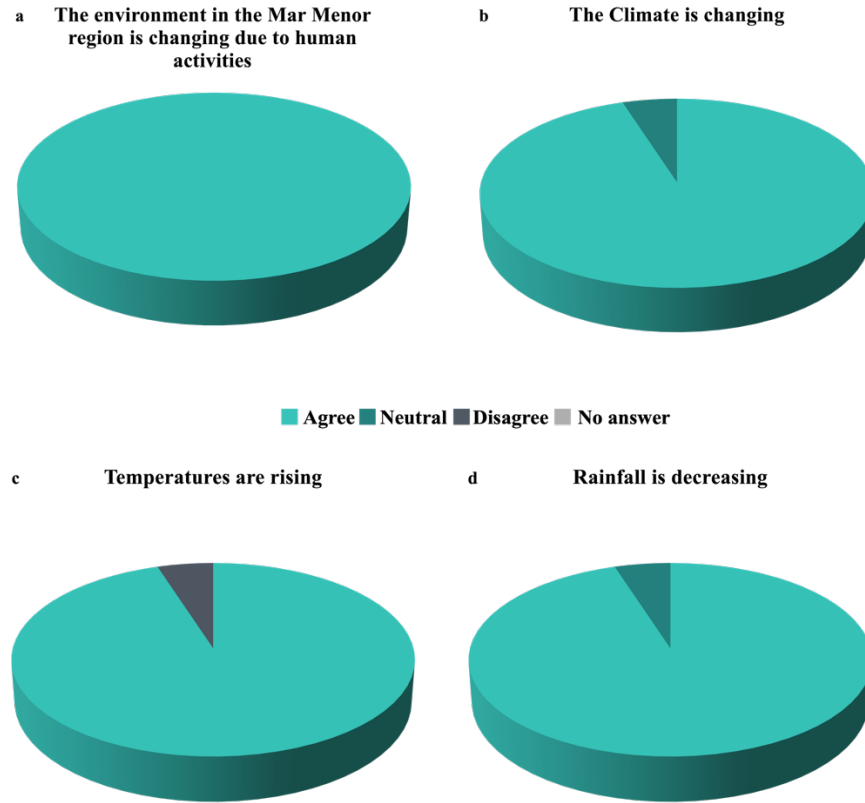 a The environment in the Mar Menor
region is changing due to human
activities
b The Climate is changing
Agree Neutral Disagree No answer
c Temperatures are rising
d Rainfall is decreasing